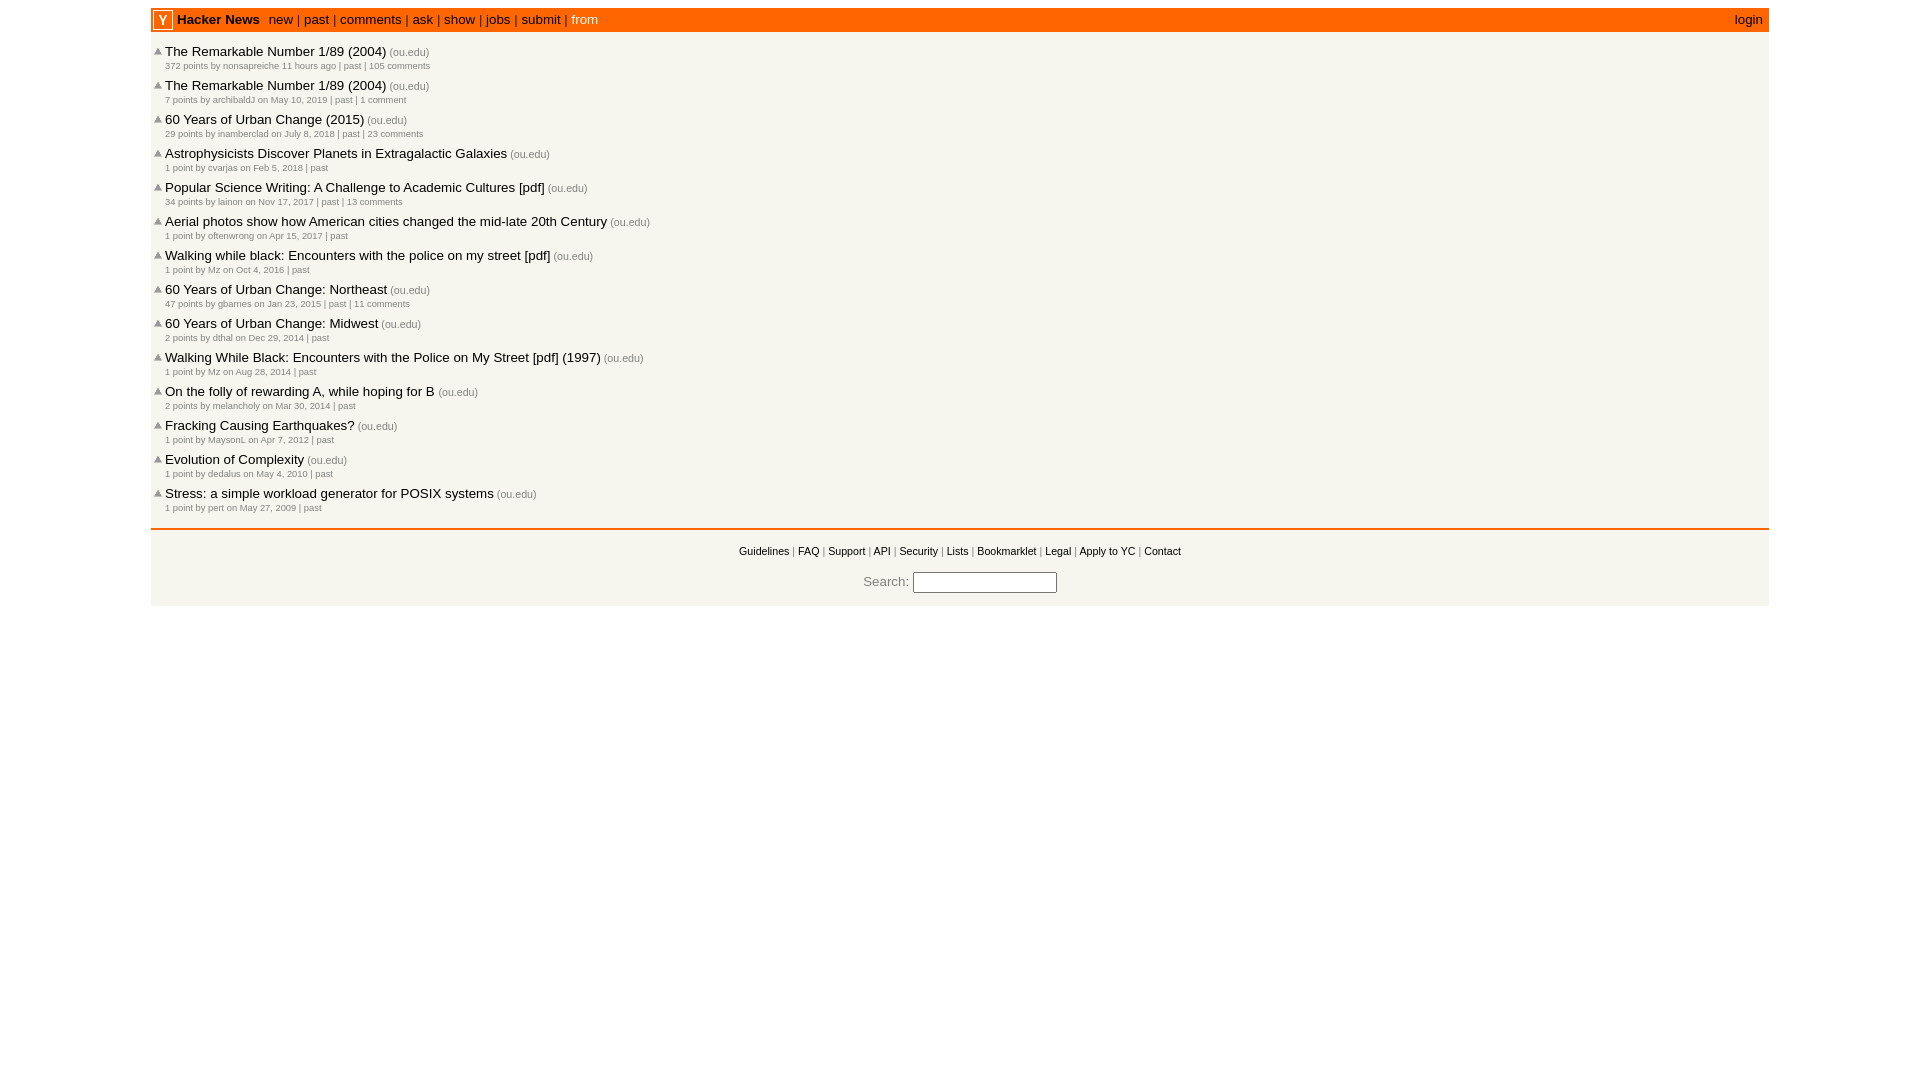 Y Hacker News new | past | comments | ask | show | jobs | submit | from login
The Remarkable Number 1/89 (2004) (ou.edu)
372 points by nonsapreiche 11 hours ago | past | 105 comments
The Remarkable Number 1/89 (2004) (ou.edu)
7 points by archibaldJ on May 10, 2019 | past | 1 comment
60 Years of Urban Change (2015) (ou.edu)
29 points by inamberclad on July 8, 2018 | past | 23 comments
Astrophysicists Discover Planets in Extragalactic Galaxies (ou.edu)
1 point by cvarjas on Feb 5, 2018 | past
Popular Science Writing: A Challenge to Academic Cultures [pdf] (ou.edu)
34 points by lainon on Nov 17, 2017 | past | 13 comments
Aerial photos show how American cities changed the mid-late 20th Century (ou.edu)
1 point by oftenwrong on Apr 15, 2017 | past
Walking while black: Encounters with the police on my street [pdf] (ou.edu)
1 point by Mz on Oct 4, 2016 | past
60 Years of Urban Change: Northeast (ou.edu)
47 points by gbarnes on Jan 23, 2015 | past | 11 comments
60 Years of Urban Change: Midwest (ou.edu)
2 points by dthal on Dec 29, 2014 | past
Walking While Black: Encounters with the Police on My Street [pdf] (1997) (ou.edu)
1 point by Mz on Aug 28, 2014 | past
On the folly of rewarding A, while hoping for B (ou.edu)
2 points by melancholy on Mar 30, 2014 | past
Fracking Causing Earthquakes? (ou.edu)
1 point by MaysonL on Apr 7, 2012 | past
Evolution of Complexity (ou.edu)
1 point by dedalus on May 4, 2010 | past
Stress: a simple workload generator for POSIX systems (ou.edu)
1 point by pert on May 27, 2009 | past
Guidelines | FAQ | Support | API | Security | Lists | Bookmarklet | Legal | Apply to YC | Contact
Search: